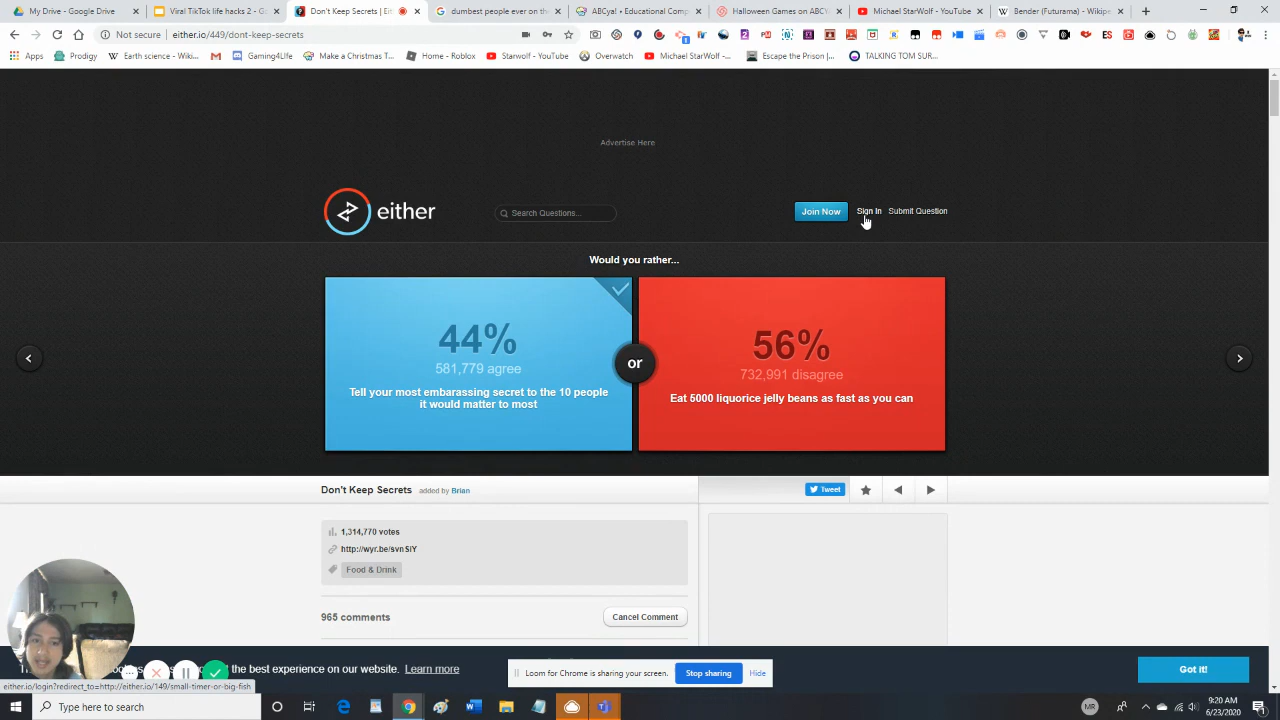 MV - Google Drive
Viral TikTok life hacks 2 - G
Don't Keep Secrets | Eit
dumbest people ever on th
ABCya! • Educational Comp
Halloween Games on ABCY
Michael StarWolf - YouTube
Bender (Futurama) - Wikipe
Not secure | either.io/449/dont-keep-secrets
Apps
Prodigy
Earth science - Wiki...
Gaming4Life
Make a Christmas T...
Home - Roblox
Starwolf - YouTube
Overwatch
Michael StarWolf -...
Escape the Prison |...
TALKING TOM SUR...
Advertise Here
either
Search Questions...
Join Now
Sign In
Submit Question
Would you rather...
44%
581,779 agree
Tell your most embarassing secret to the 10 people
it would matter to most
or
56%
732,991 disagree
Eat 5000 liquorice jelly beans as fast as you can
Don't Keep Secrets
added by Brian
Tweet
1,314,770 votes
http://wyr.be/svnSiY
Food & Drink
965 comments
Cancel Comment
the best experience on our website. Learn more
Loom for Chrome is sharing your screen.
Stop sharing
Hide
Got it!
either.io/login?redirect_to=http://either.io/149/small-timer-or-big-fish
Type here to search
MR
9:20 AM
6/23/2020